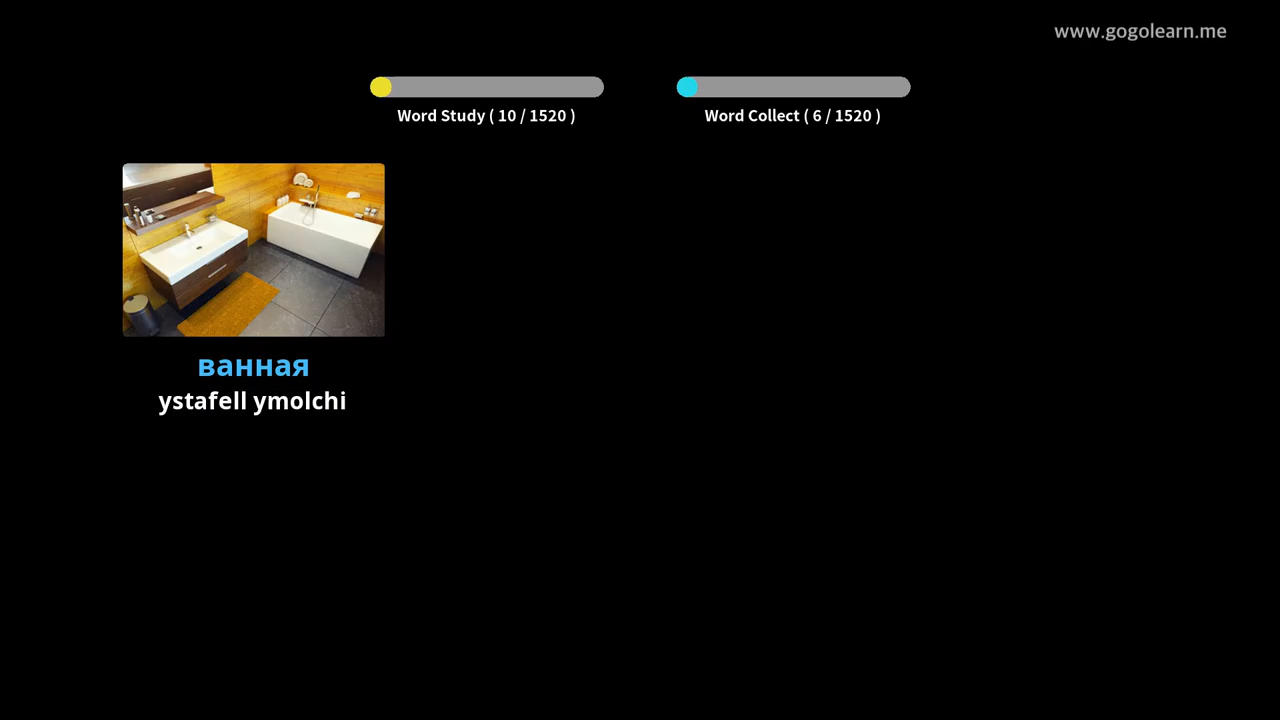 www.gogolearn.me
Word Study ( 10 / 1520 )
Word Collect ( 6 / 1520 )
ванная
ystafell ymolchi